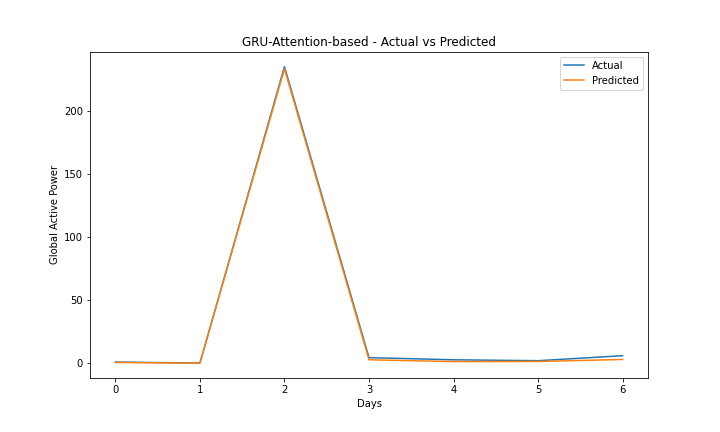 GRU-Attention-based - Actual vs Predicted
Actual
Predicted
Global Active Power
200
150
100
50
0
0 1 2 3 4 5 6
Days